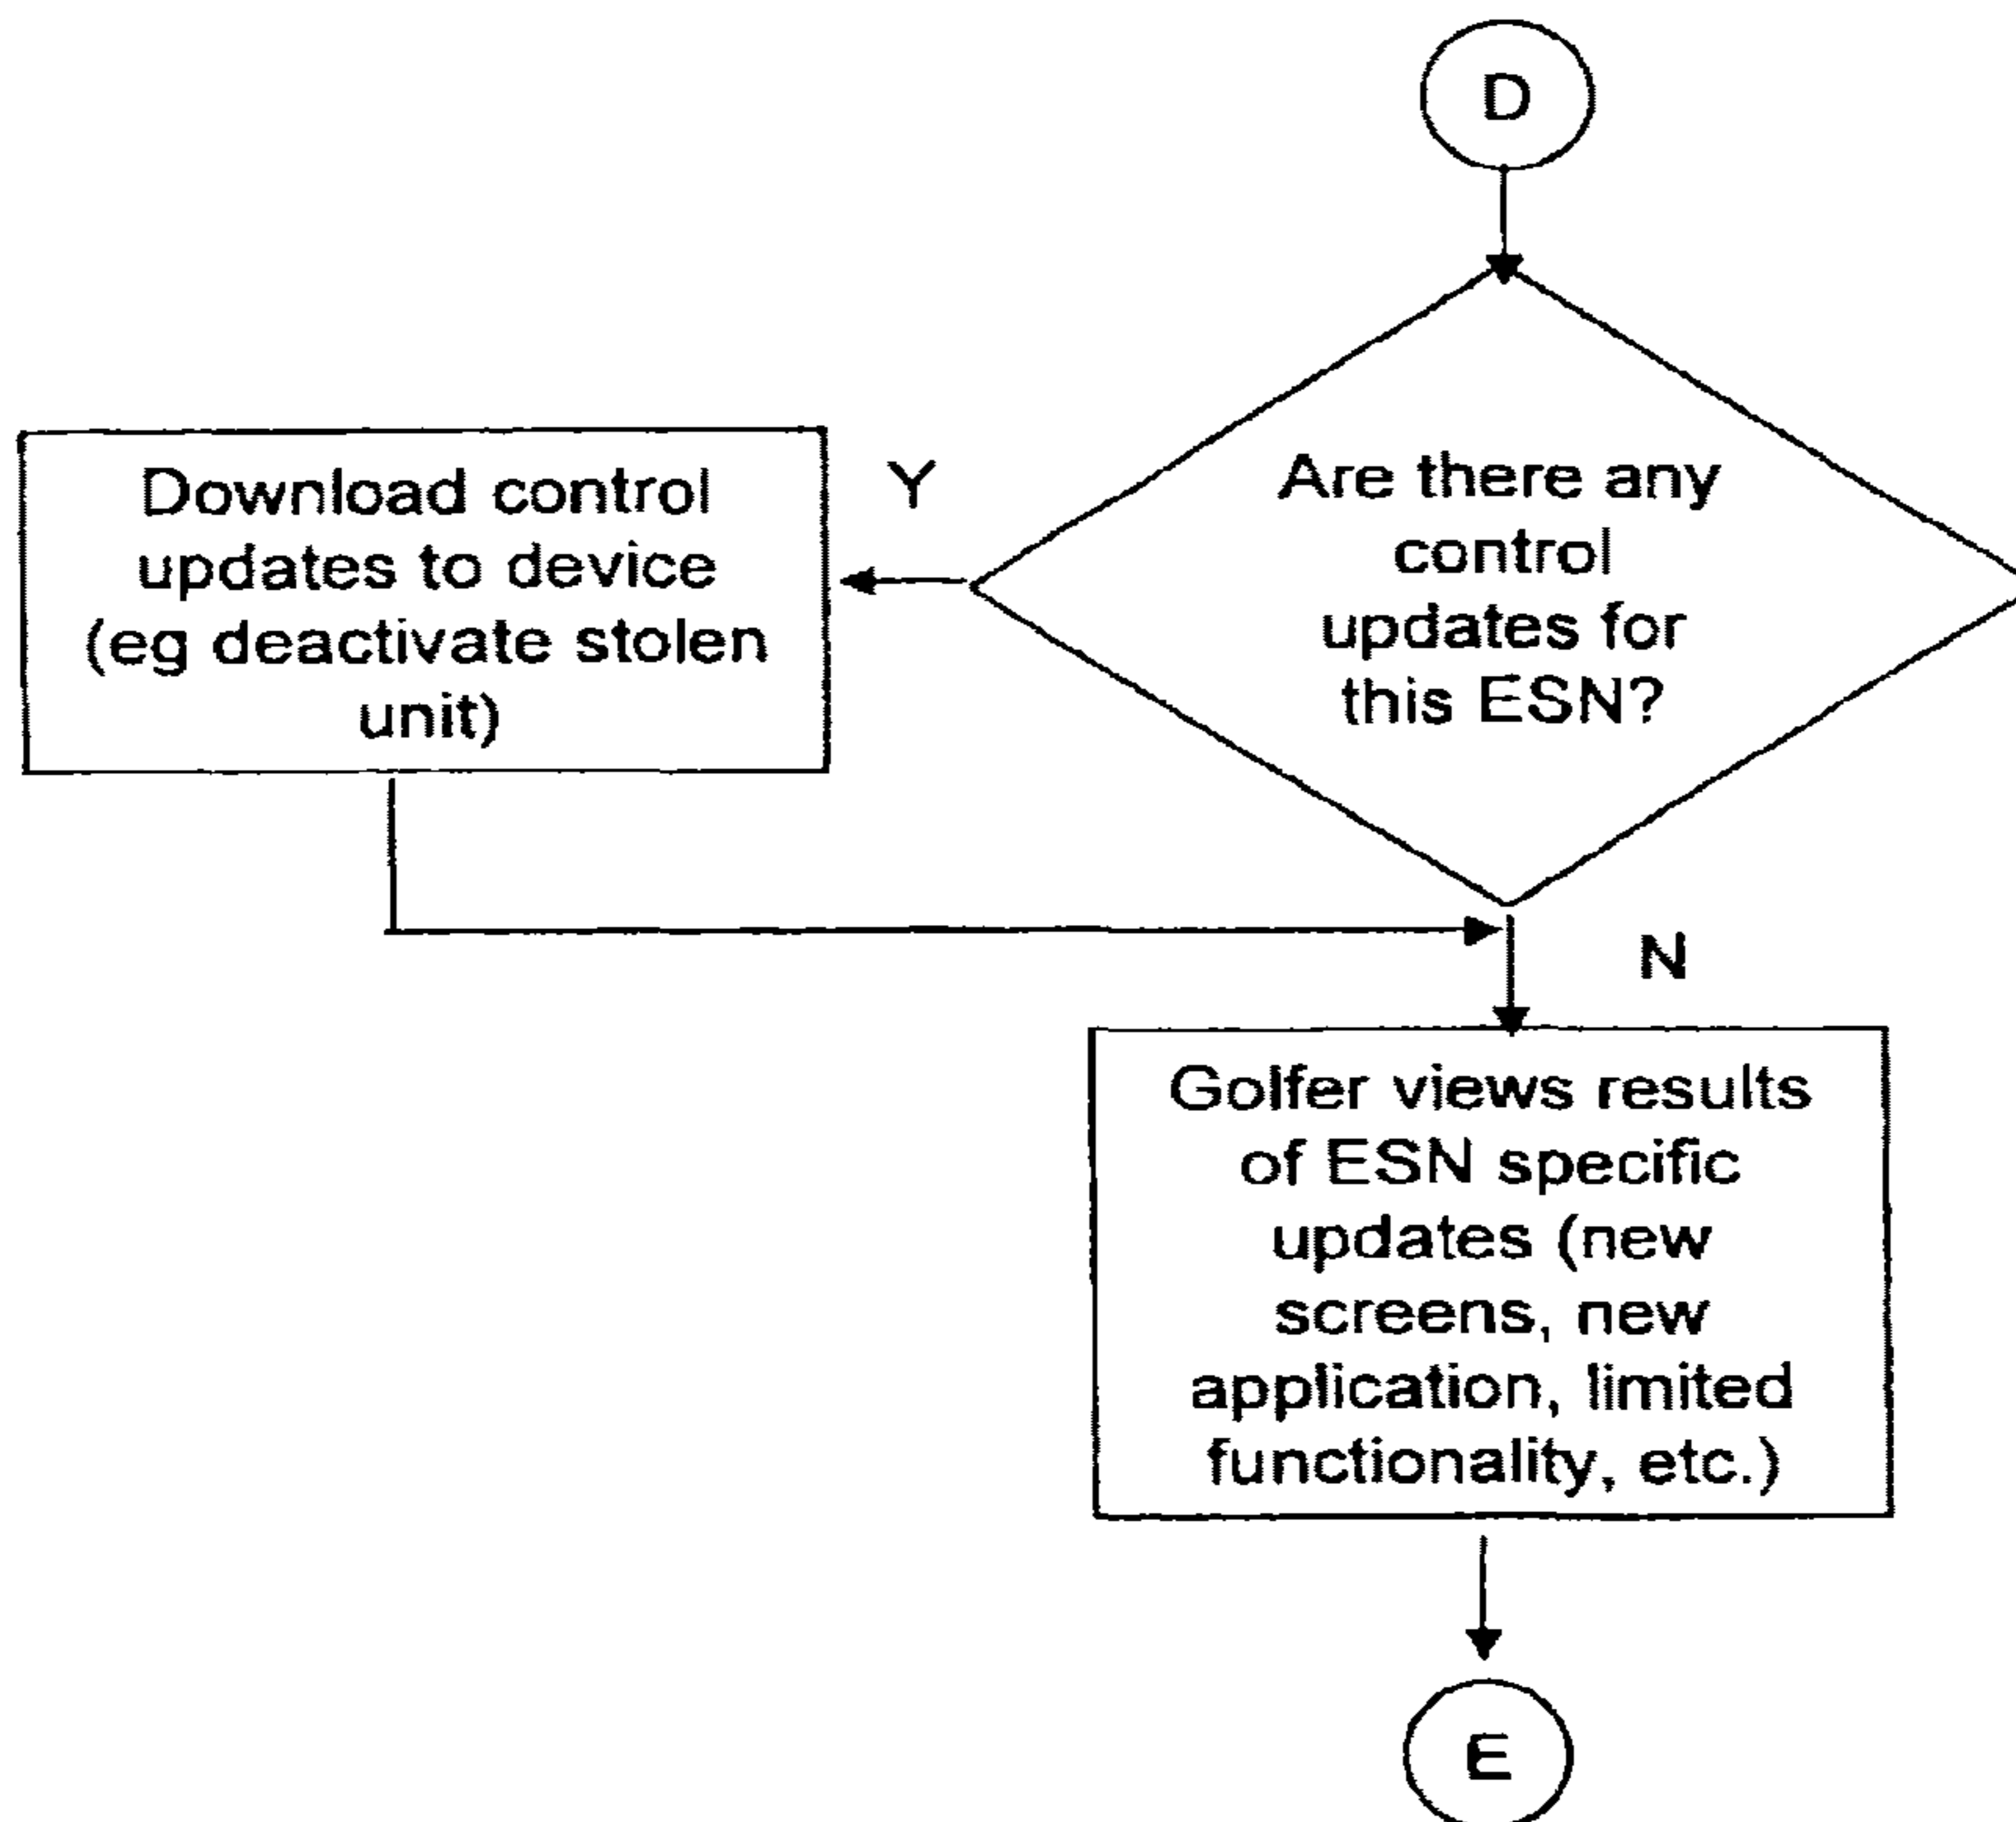 D
Are there any
control
updates for
this ESN?
Y
Download control
updates to device
(eg deactivate stolen
unit)
N
Golfer views results
of ESN specific
updates (new
screens, new
application, limited
functionality, etc.)
E